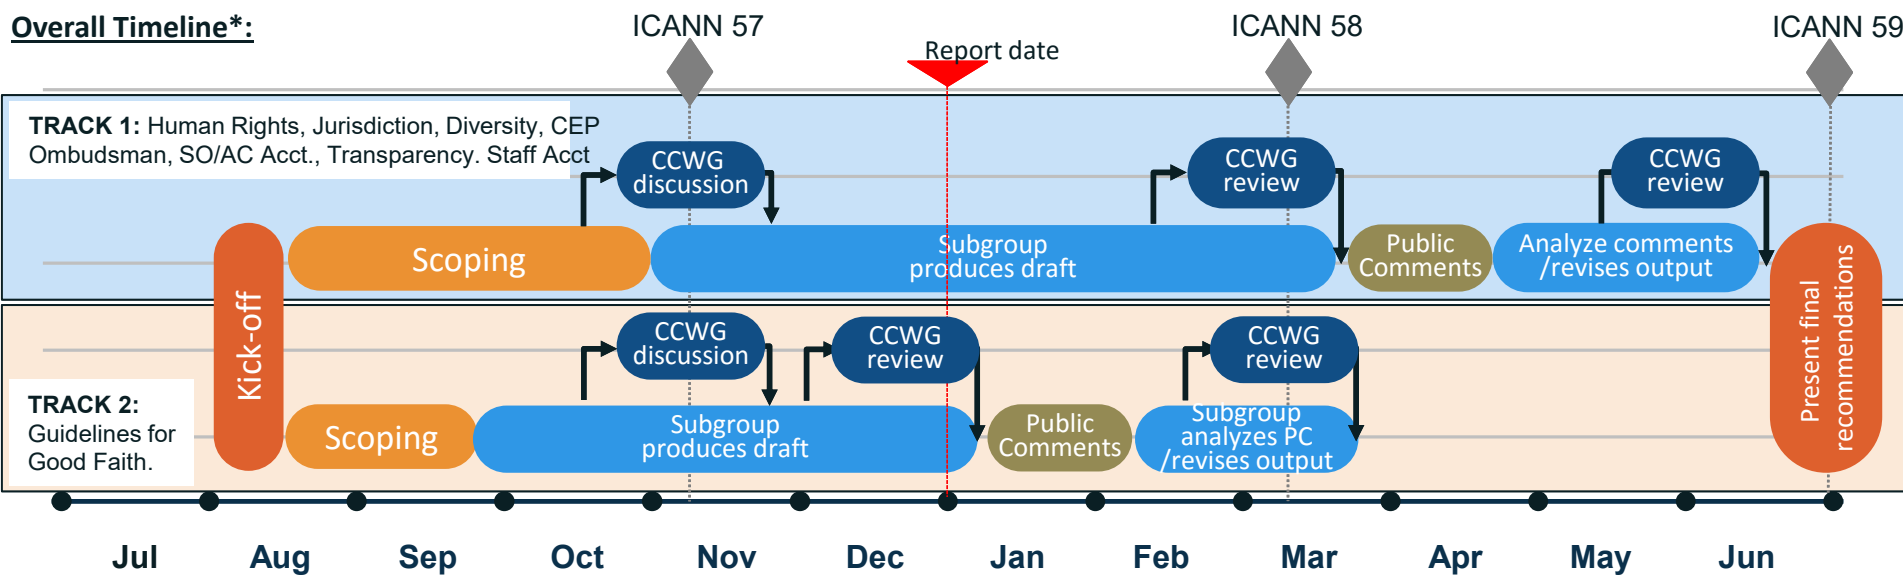 Overall Timeline*:
ICANN 57
ICANN 58
ICANN 59
Report date
TRACK 1: Human Rights, Jurisdiction, Diversity, CEP
Ombudsman, SO/AC Acct., Transparency. Staff Acct
CCWG
discussion
CCWG
review
CCWG
review
Kick-off
Scoping
Subgroup
produces draft
Public
Comments
Analyze comments
/revises output
Present final
recommendations
CCWG
discussion
CCWG
review
CCWG
review
TRACK 2:
Guidelines for
Good Faith.
Scoping
Subgroup
produces draft
Public
Comments
Subgroup
analyzes PC
/revises output
Jul Aug Sep Oct Nov Dec Jan Feb Mar Apr May Jun